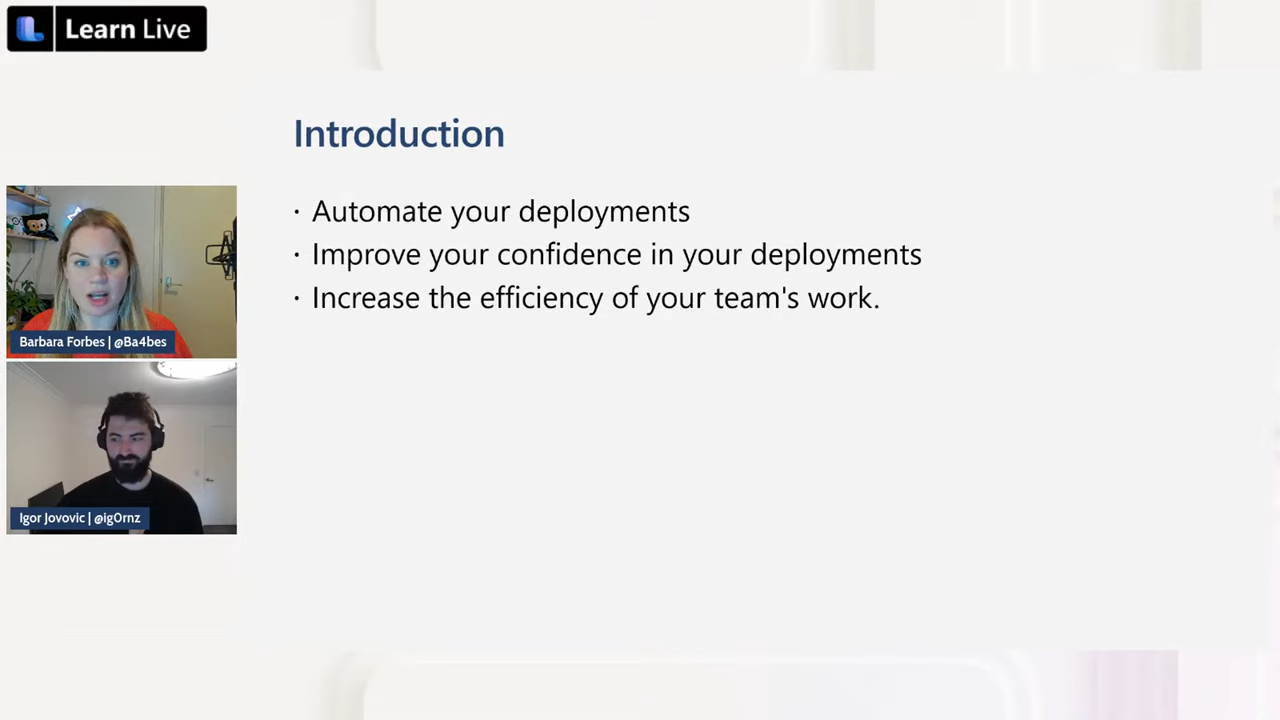 Learn Live
Introduction
· Automate your deployments
· Improve your confidence in your deployments
· Increase the efficiency of your team's work.
Barbara Forbes | @Ba4bes
Igor Jovovic | @ig0rnz